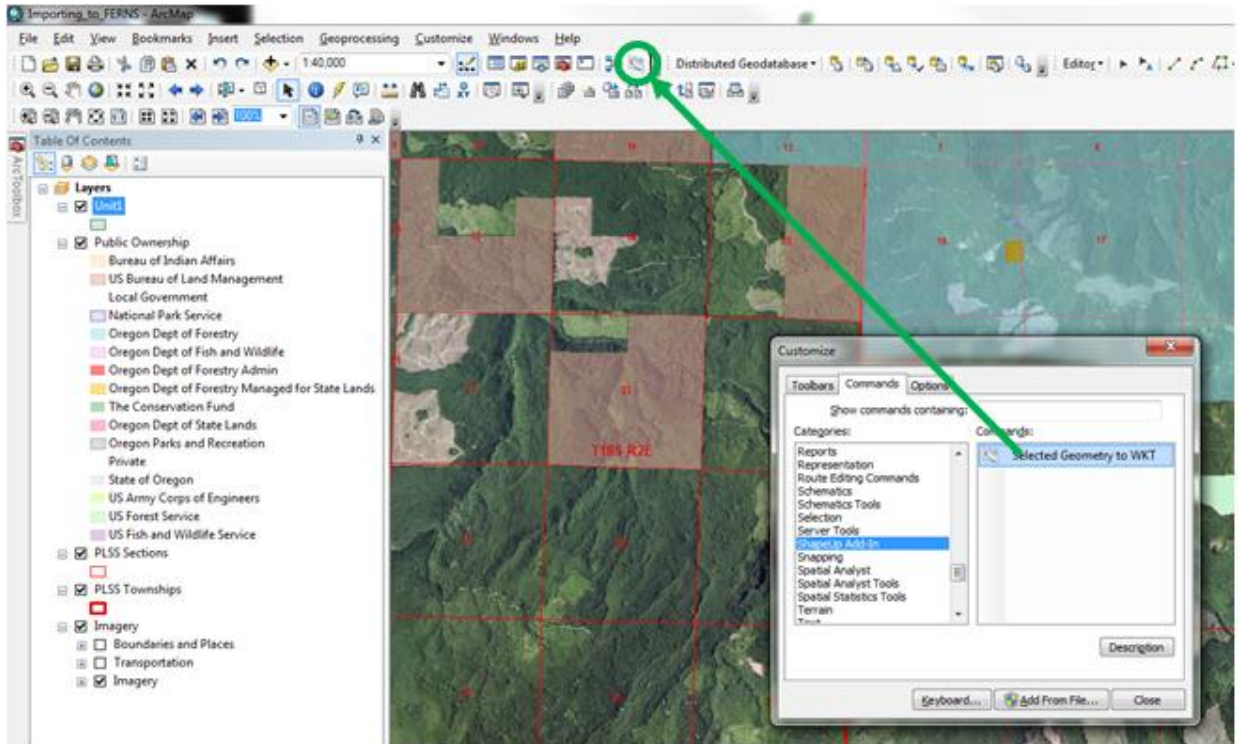 Importing_to_FERNS - ArcMap
File Edit View Bookmarks Insert Selection Geoprocessing Customize Windows Help
1:40,000
Distributed Geodatabase
Editor
100%
Table Of Contents
ArcToolbox
Layers
Unit1
Public Ownership
Bureau of Indian Affairs
US Bureau of Land Management
Local Government
National Park Service
Oregon Dept of Forestry
Oregon Dept of Fish and Wildlife
Oregon Dept of Forestry Admin
Oregon Dept of Forestry Managed for State Lands
The Conservation Fund
Oregon Dept of State Lands
Oregon Parks and Recreation
Private
State of Oregon
US Army Corps of Engineers
US Forest Service
US Fish and Wildlife Service
PLSS Sections
PLSS Townships
Imagery
Boundaries and Places
Transportation
Imagery
11
17
Customize
Toolbars Commands Options
Show commands containing:
Categories:
Commands:
Reports
Representation
Route Editing Commands
Schematics
Schematics Tools
Selection
Server Tools
ShapeUp Add-In
Snapping
Spatial Analyst
Spatial Analyst Tools
Spatial Statistics Tools
Terrain
Text
Selected Geometry to WKT
Description
Keyboard...
Add From File...
Close